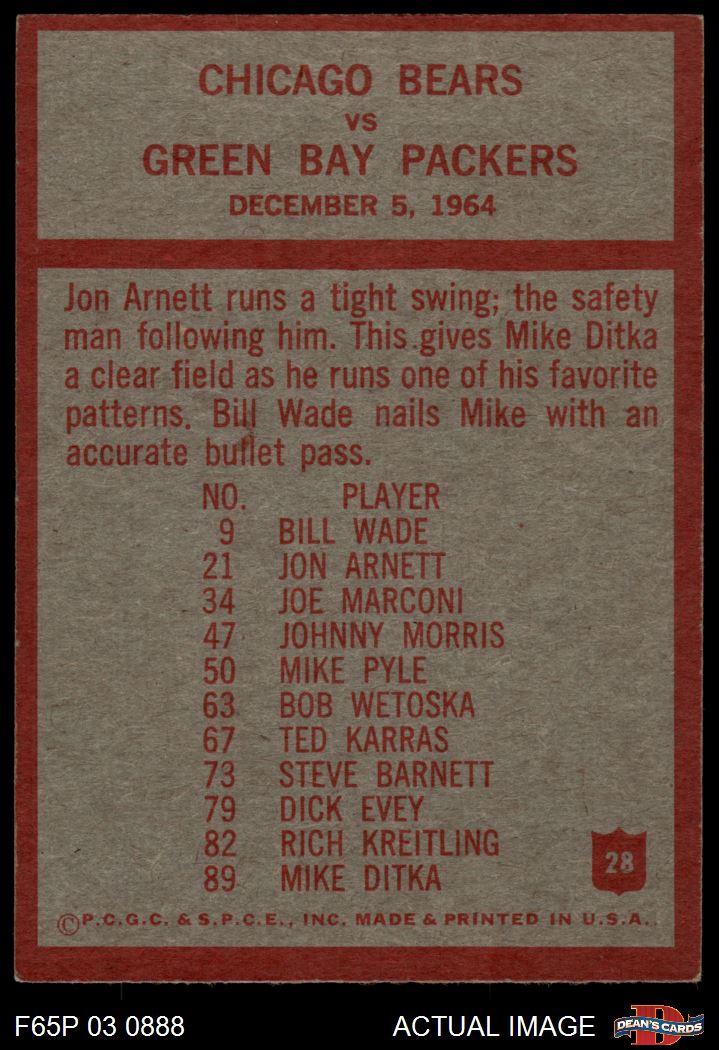 CHICAGO BEARS
VS
GREEN BAY PACKERS
DECEMBER 5, 1964
Jon Arnett runs a tight swing; the safety
man following him. This gives Mike Ditka
a clear field as he runs one of his favorite
patterns. Bill Wade nails Mike with an
accurate bullet pass.
NO. PLAYER
9 BILL WADE
21 JON ARNETT
34 JOE MARCONI
47 JOHNNY MORRIS
50 MIKE PYLE
63 BOB WETOSKA
67 TED KARRAS
73 STEVE BARNETT
79 DICK EVEY
82 RICH KREITLING
89 MIKE DITKA
28
©P.C.G.C. & S.P.C.E., INC. MADE & PRINTED IN U.S.A.
F65P 03 0888
ACTUAL IMAGE
D
DEAN'S CARDS